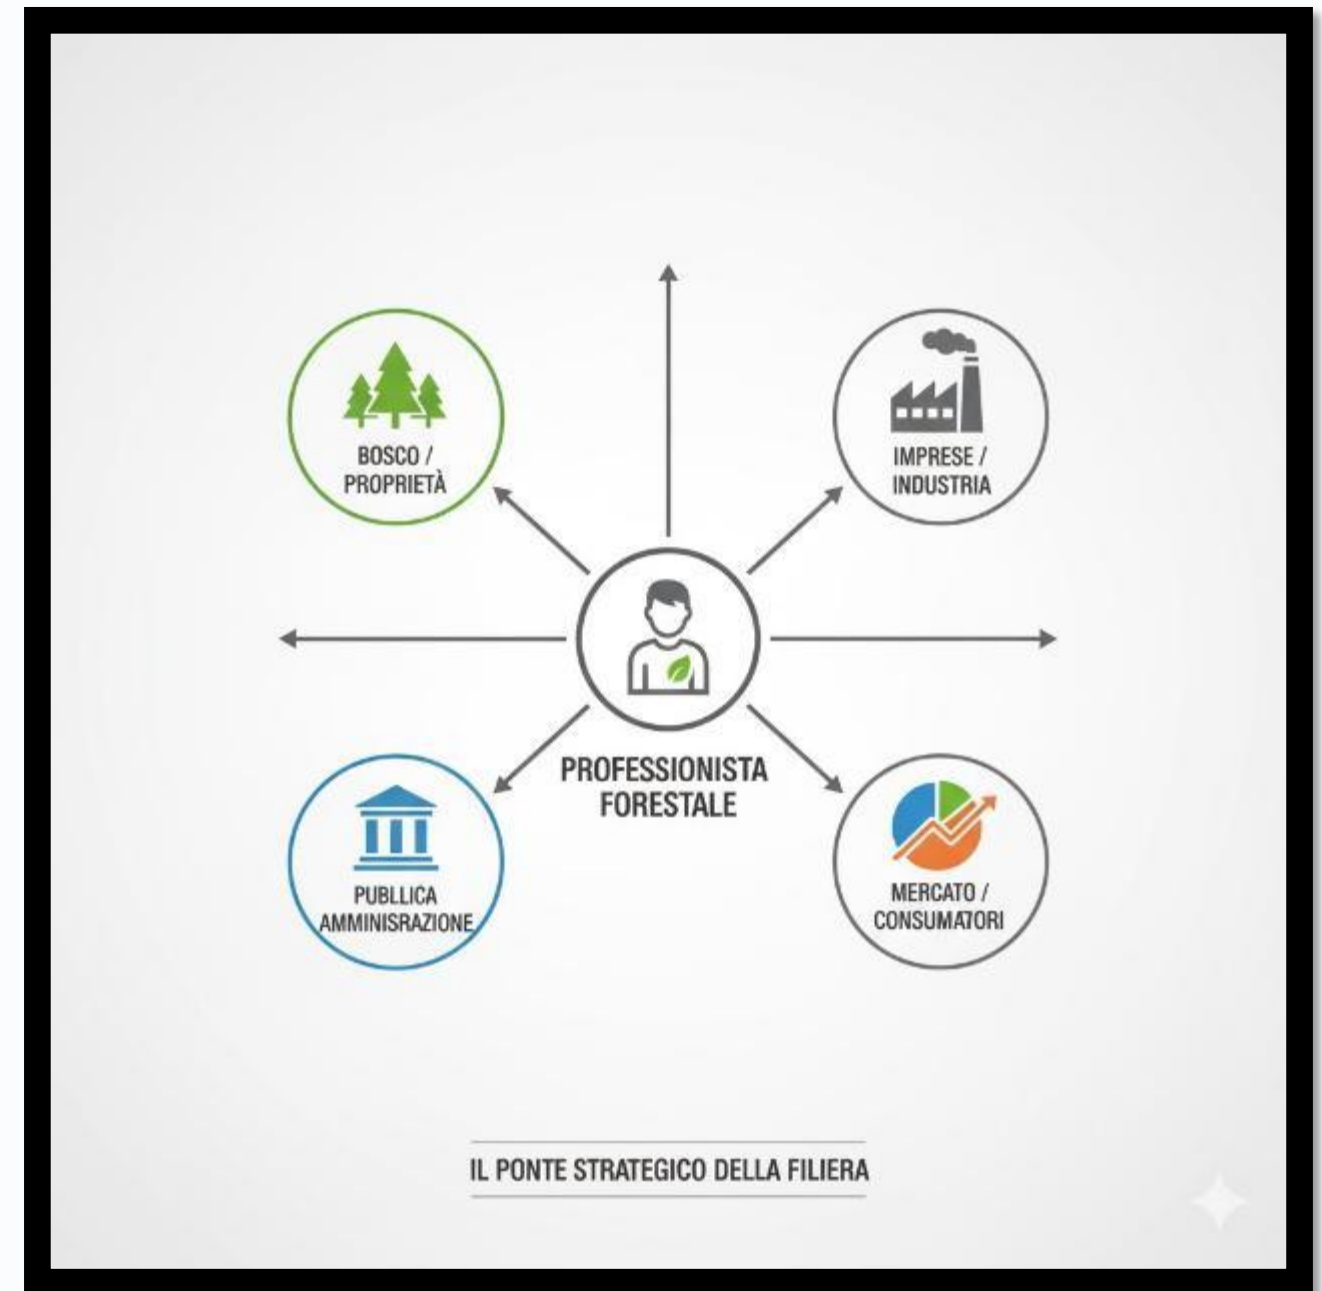 BOSCO /
PROPRIETÀ
IMPRESE /
INDUSTRIA
PROFESSIONISTA
FORESTALE
PUBLLICA
AMMINISRAZIONE
MERCATO /
CONSUMATORI
IL PONTE STRATEGICO DELLA FILIERA